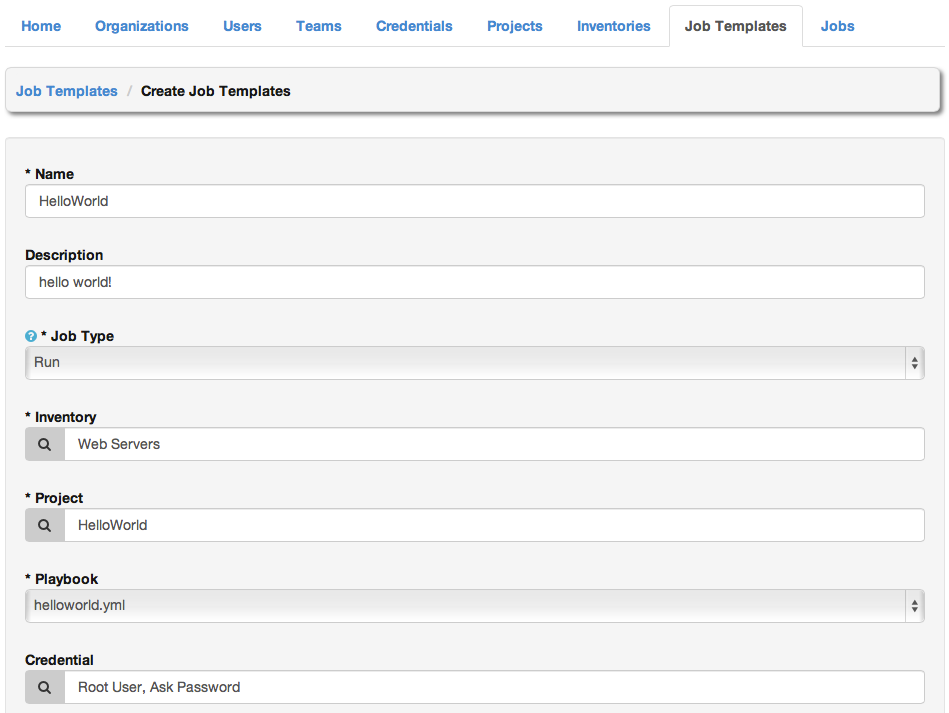 Home Organizations Users Teams Credentials Projects Inventories Job Templates Jobs
Job Templates / Create Job Templates
* Name
HelloWorld
Description
hello world!
? * Job Type
Run
* Inventory
Web Servers
* Project
HelloWorld
* Playbook
helloworld.yml
Credential
Root User, Ask Password